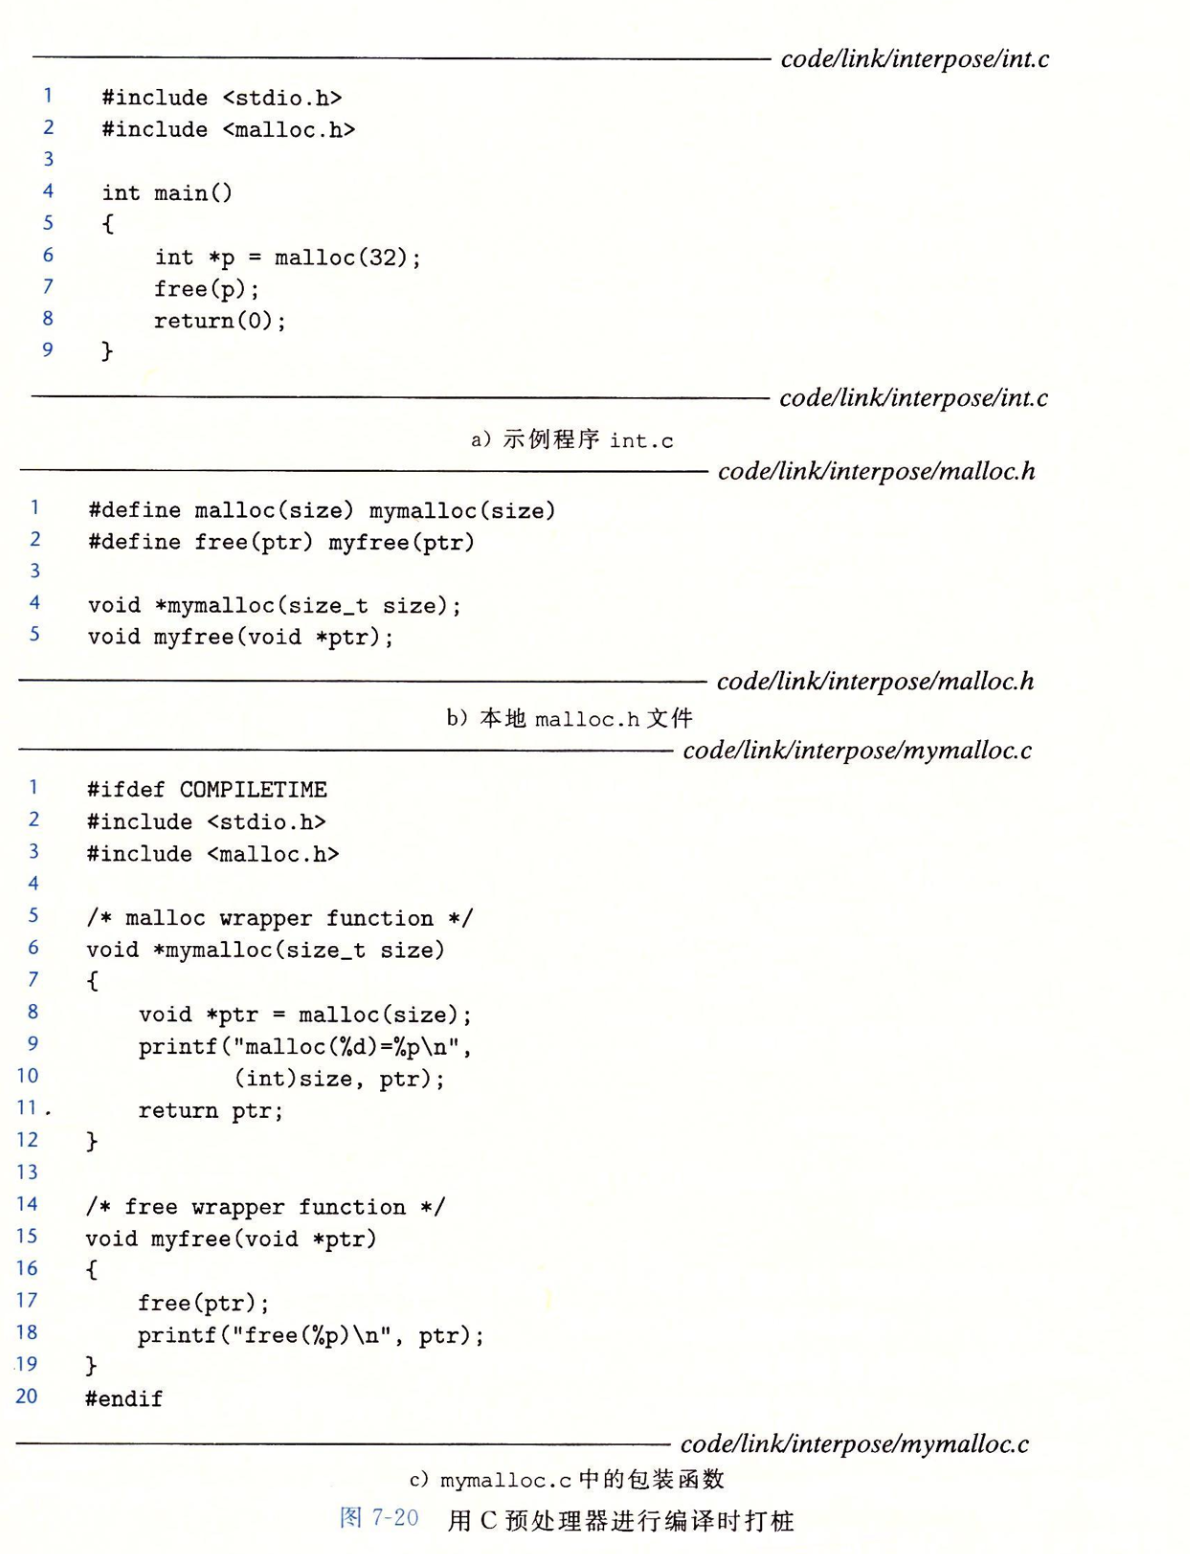 code/link/interpose/int.c
1 #include <stdio.h>
2 #include <malloc.h>
3
4 int main()
5 {
6     int *p = malloc(32);
7     free(p);
8     return(0);
9 }
code/link/interpose/int.c
a) 示例程序 int.c
code/link/interpose/malloc.h
1 #define malloc(size) mymalloc(size)
2 #define free(ptr) myfree(ptr)
3
4 void *mymalloc(size_t size);
5 void myfree(void *ptr);
code/link/interpose/malloc.h
b) 本地 malloc.h 文件
code/link/interpose/mymalloc.c
1 #ifdef COMPILETIME
2 #include <stdio.h>
3 #include <malloc.h>
4
5 /* malloc wrapper function */
6 void *mymalloc(size_t size)
7 {
8     void *ptr = malloc(size);
9     printf("malloc(%d)=%p\n",
10            (int)size, ptr);
11     return ptr;
12 }
13
14 /* free wrapper function */
15 void myfree(void *ptr)
16 {
17     free(ptr);
18     printf("free(%p)\n", ptr);
19 }
20 #endif
code/link/interpose/mymalloc.c
c) mymalloc.c 中的包装函数
图 7-20 用 C 预处理器进行编译时打桩